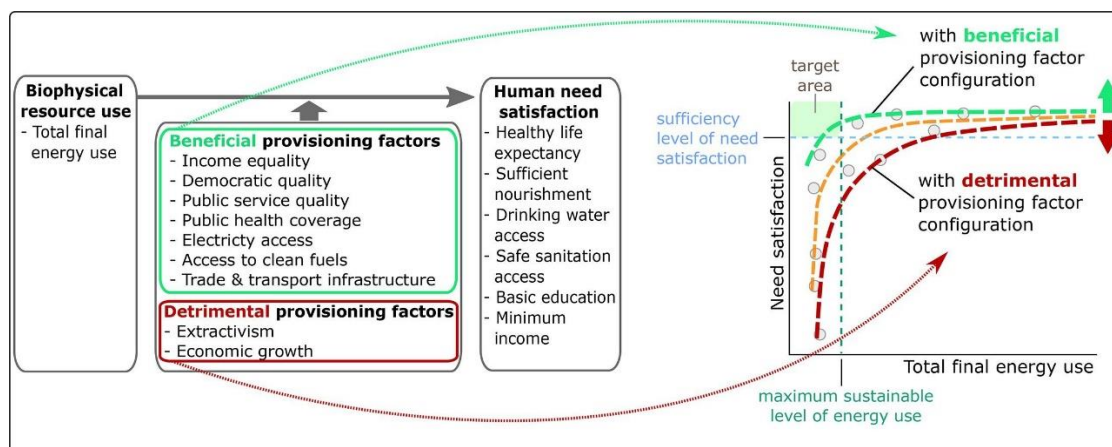 Biophysical
resource use
- Total final
energy use
Beneficial provisioning factors
- Income equality
- Democratic quality
- Public service quality
- Public health coverage
- Electricty access
- Access to clean fuels
- Trade & transport infrastructure
Detrimental provisioning factors
- Extractivism
- Economic growth
Human need
satisfaction
- Healthy life
expectancy
- Sufficient
nourishment
- Drinking water
access
- Safe sanitation
access
- Basic education
- Minimum
income
with beneficial
provisioning factor
configuration
target
area
sufficiency
level of need
satisfaction
with detrimental
provisioning factor
configuration
Need satisfaction
Total final energy use
maximum sustainable
level of energy use